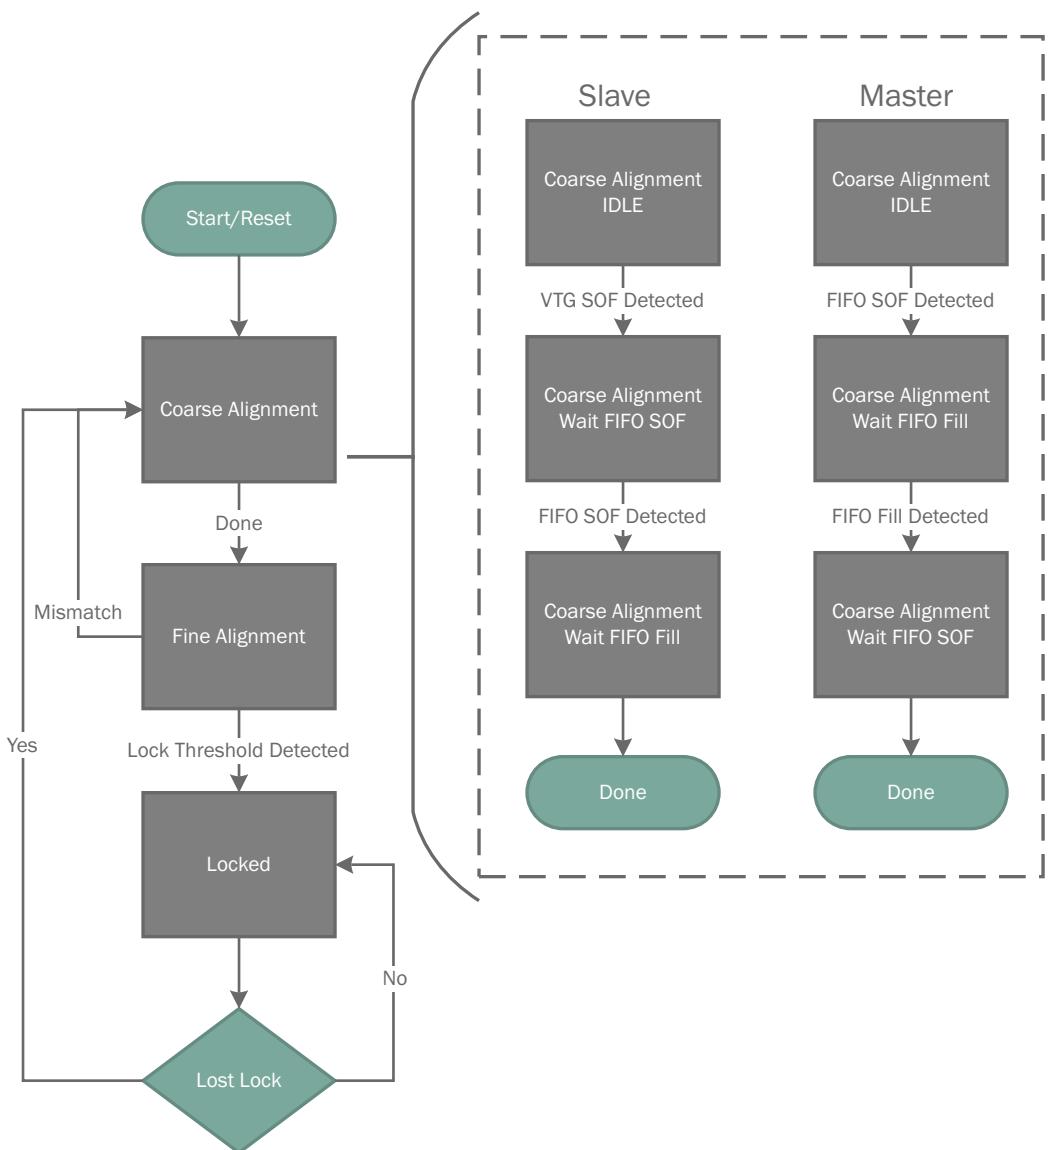 Start/Reset
Coarse Alignment
Done
Mismatch
Fine Alignment
Yes
Lock Threshold Detected
Locked
No
Lost Lock
Slave
Coarse Alignment
IDLE
VTG SOF Detected
Coarse Alignment
Wait FIFO SOF
FIFO SOF Detected
Coarse Alignment
Wait FIFO Fill
Done
Master
Coarse Alignment
IDLE
FIFO SOF Detected
Coarse Alignment
Wait FIFO Fill
FIFO Fill Detected
Coarse Alignment
Wait FIFO SOF
Done